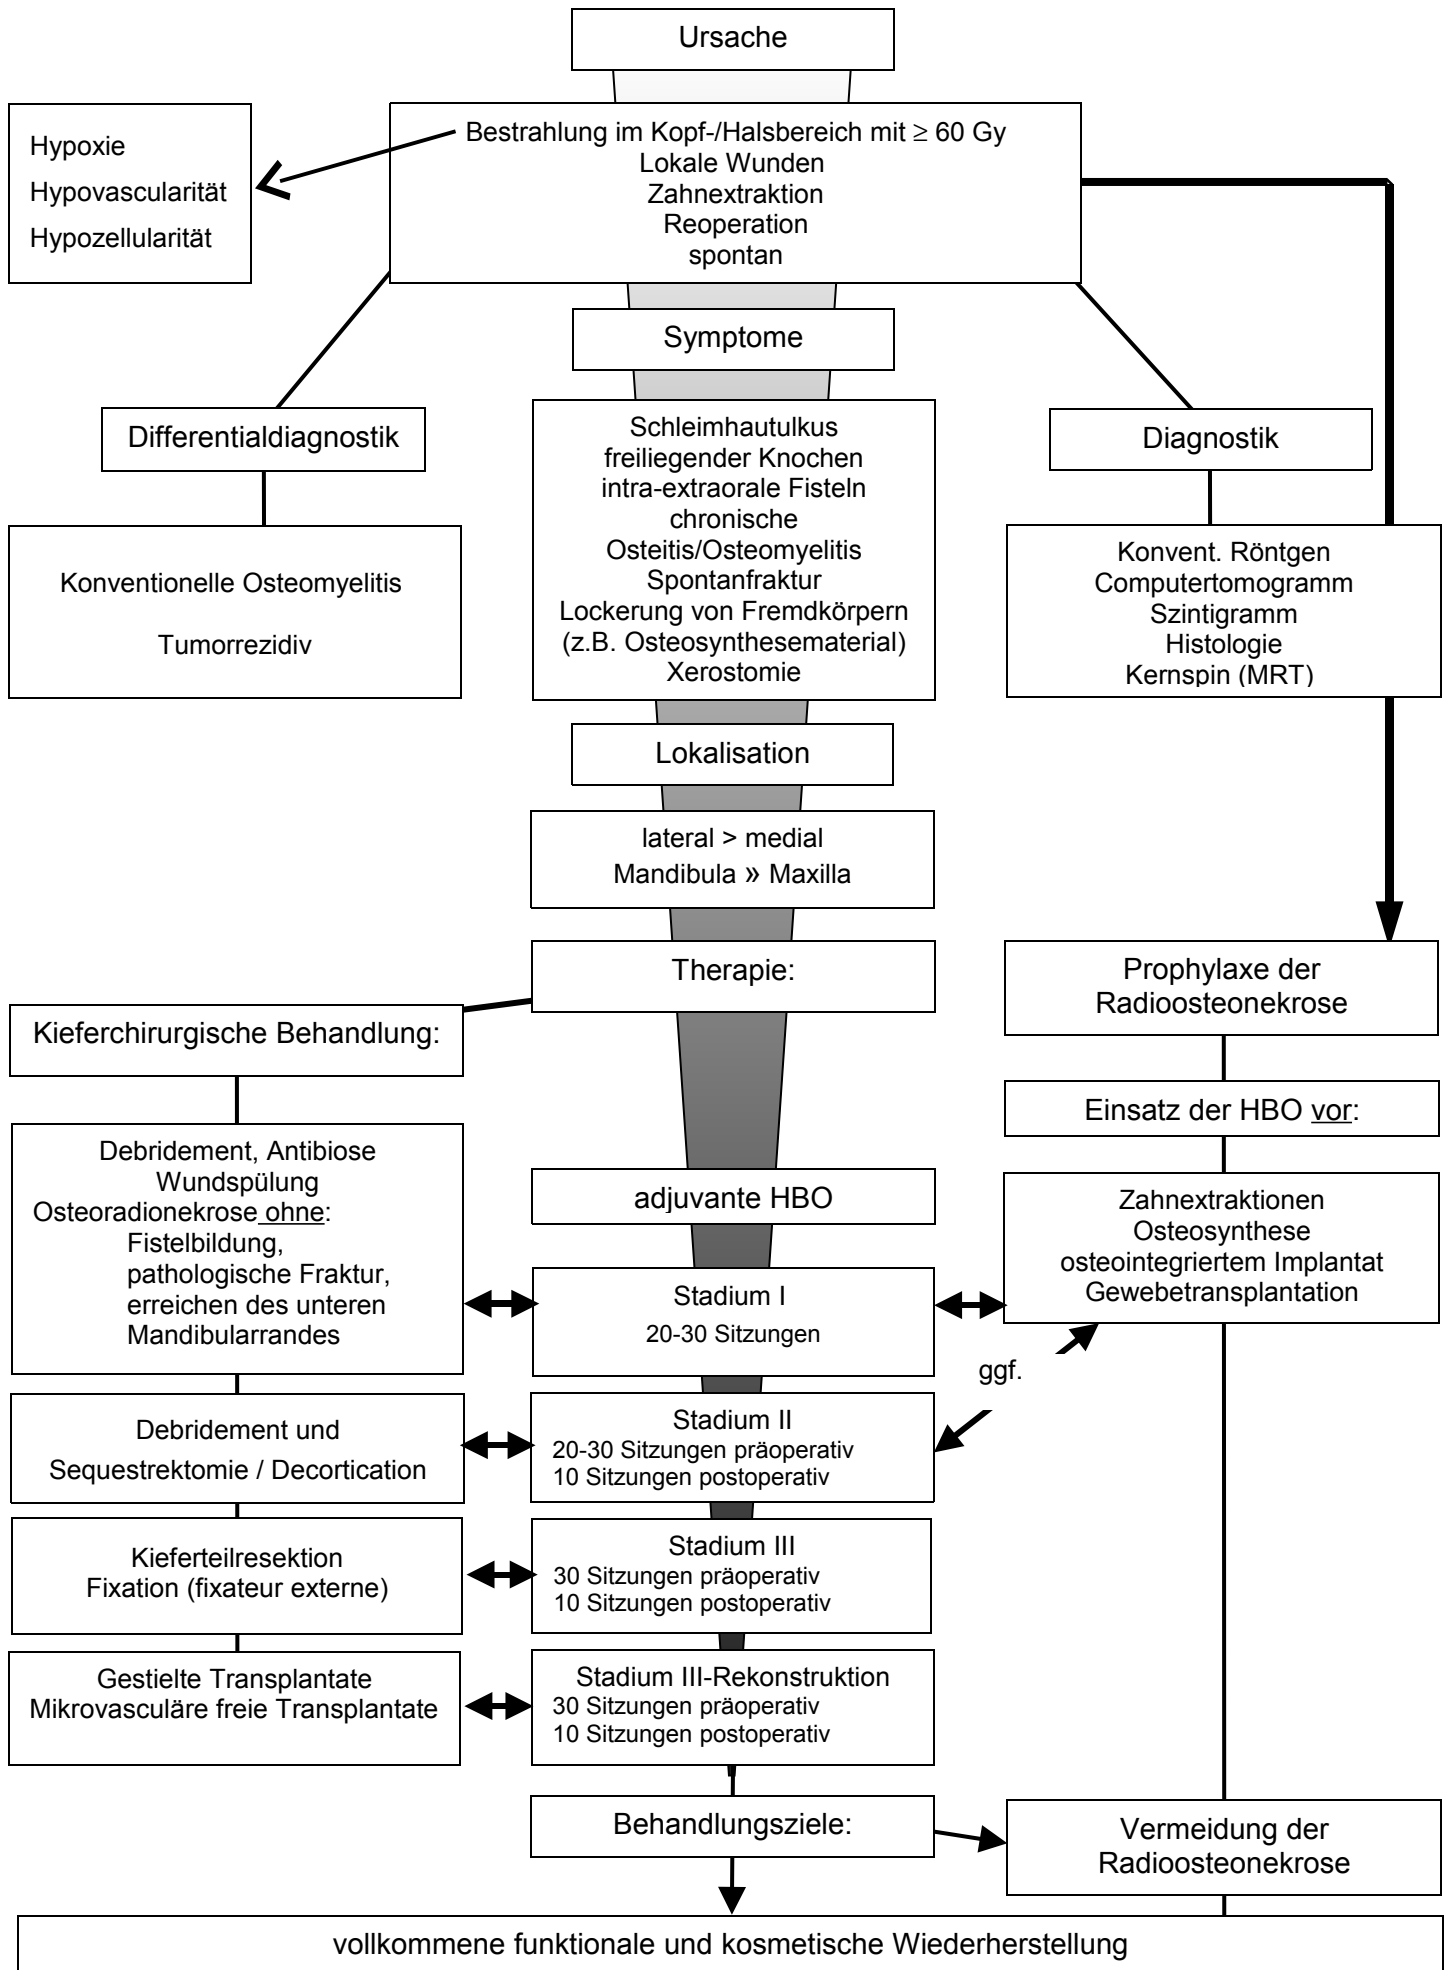 Ursache
Hypoxie
Hypovascularität
Hypozellularität
Bestrahlung im Kopf-/Halsbereich mit ≥ 60 Gy
Lokale Wunden
Zahnextraktion
Reoperation
spontan
Symptome
Differentialdiagnostik
Konventionelle Osteomyelitis
Tumorrezidiv
Schleimhautulkus
freiliegender Knochen
intra-extraorale Fisteln
chronische
Osteitis/Osteomyelitis
Spontanfraktur
Lockerung von Fremdkörpern
(z.B. Osteosynthesematerial)
Xerostomie
Diagnostik
Konvent. Röntgen
Computertomogramm
Szintigramm
Histologie
Kernspin (MRT)
Lokalisation
lateral > medial
Mandibula » Maxilla
Therapie:
Prophylaxe der
Radioosteonekrose
Kieferchirurgische Behandlung:
Einsatz der HBO vor:
Debridement, Antibiose
Wundspülung
Osteoradionekrose ohne:
Fistelbildung,
pathologische Fraktur,
erreichen des unteren
Mandibularrandes
adjuvante HBO
Zahnextraktionen
Osteosynthese
osteointegriertem Implantat
Gewebetransplantation
Stadium I
20-30 Sitzungen
ggf.
Debridement und
Sequestrektomie / Decortication
Stadium II
20-30 Sitzungen präoperativ
10 Sitzungen postoperativ
Kieferteilresektion
Fixation (fixateur externe)
Stadium III
30 Sitzungen präoperativ
10 Sitzungen postoperativ
Gestielte Transplantate
Mikrovasculäre freie Transplantate
Stadium III-Rekonstruktion
30 Sitzungen präoperativ
10 Sitzungen postoperativ
Behandlungsziele:
Vermeidung der
Radioosteonekrose
vollkommene funktionale und kosmetische Wiederherstellung